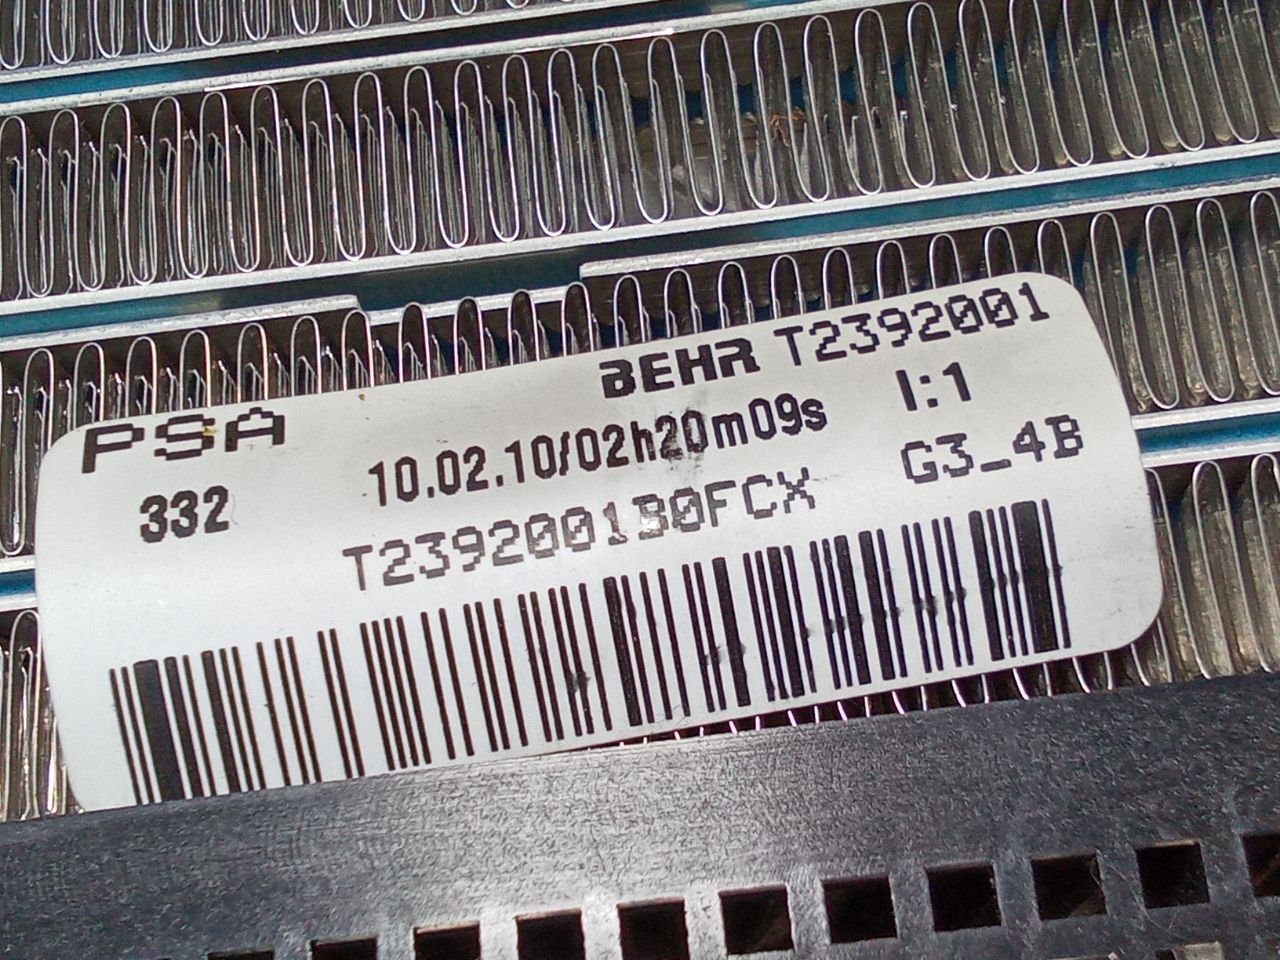 BEHR T2392001
PSA 10.02.10/02h20m09s I:1
332 T2392001B0FCX G3_4B